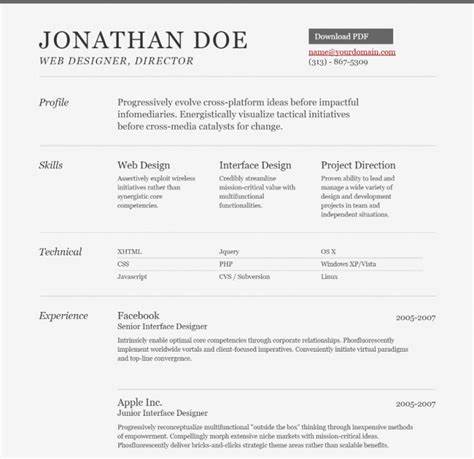 JONATHAN DOE
WEB DESIGNER, DIRECTOR
Download PDF
name@yourdomain.com
(313) - 867-5309
Profile
Progressively evolve cross-platform ideas before impactful
infomediaries. Energistically visualize tactical initiatives
before cross-media catalysts for change.
Skills
Web Design
Assertively exploit wireless
initiatives rather than
synergistic core
competencies.
Interface Design
Credibly streamline
mission-critical value with
multifunctional
functionalities.
Project Direction
Proven ability to lead and
manage a wide variety of
design and development
projects in team and
independent situations.
Technical
XHTML Jquery OS X
CSS PHP Windows XP/Vista
Javascript CVS / Subversion Linux
Experience
Facebook 2005-2007
Senior Interface Designer
Intrinsicly enable optimal core competencies through corporate relationships. Phosfluorescently
implement worldwide vortals and client-focused imperatives. Conveniently initiate virtual paradigms
and top-line convergence.
Apple Inc. 2005-2007
Junior Interface Designer
Progressively reconceptualize multifunctional "outside the box" thinking through inexpensive methods
of empowerment. Compellingly morph extensive niche markets with mission-critical ideas. Phosfluorescently
deliver bricks-and-clicks strategic theme areas rather than scalable benefits.